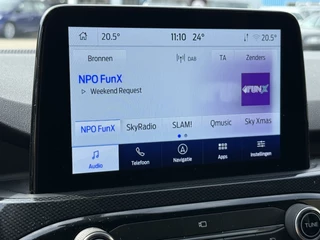 20.5° 11:10 24° 20.5°
Bronnen DAB TA Zenders
NPO FunX
Weekend Request
FUNX
NPO FunX SkyRadio SLAM! Qmusic Sky Xmas
Audio Telefoon Navigatie Apps Instellingen
TUNE